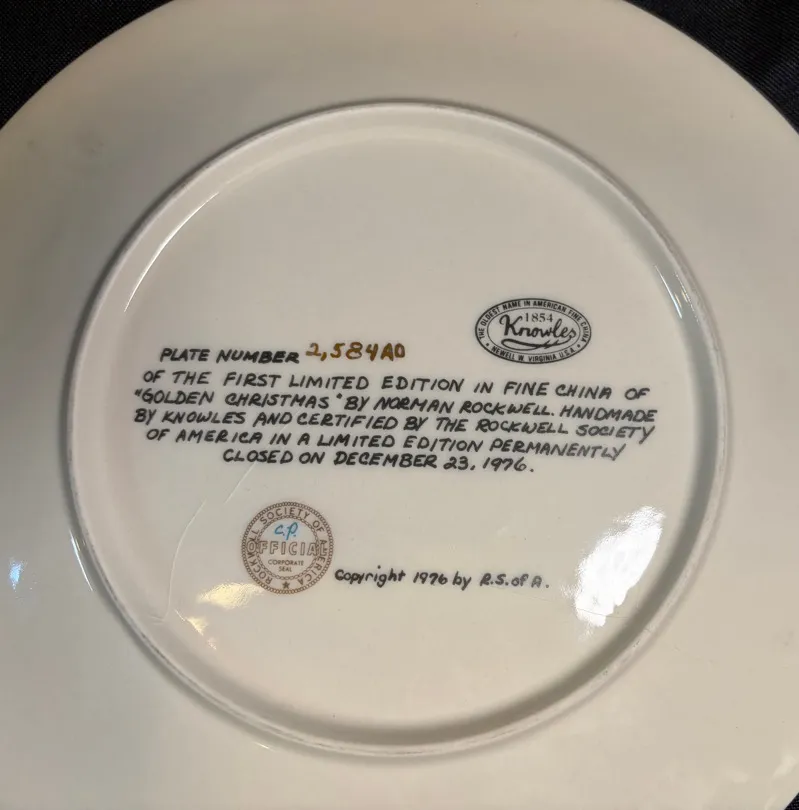 THE OLDEST NAME IN AMERICAN FINE CHINA
1854
Knowles
• NEWELL W. VIRGINIA U.S.A. •
PLATE NUMBER 2,584AO
OF THE FIRST LIMITED EDITION IN FINE CHINA OF
"GOLDEN CHRISTMAS" BY NORMAN ROCKWELL. HANDMADE
BY KNOWLES AND CERTIFIED BY THE ROCKWELL SOCIETY
OF AMERICA IN A LIMITED EDITION PERMANENTLY
CLOSED ON DECEMBER 23, 1976.
ROCKWELL SOCIETY OF AMERICA
C.P.
OFFICIAL
CORPORATE
SEAL
Copyright 1976 by R.S. of A.